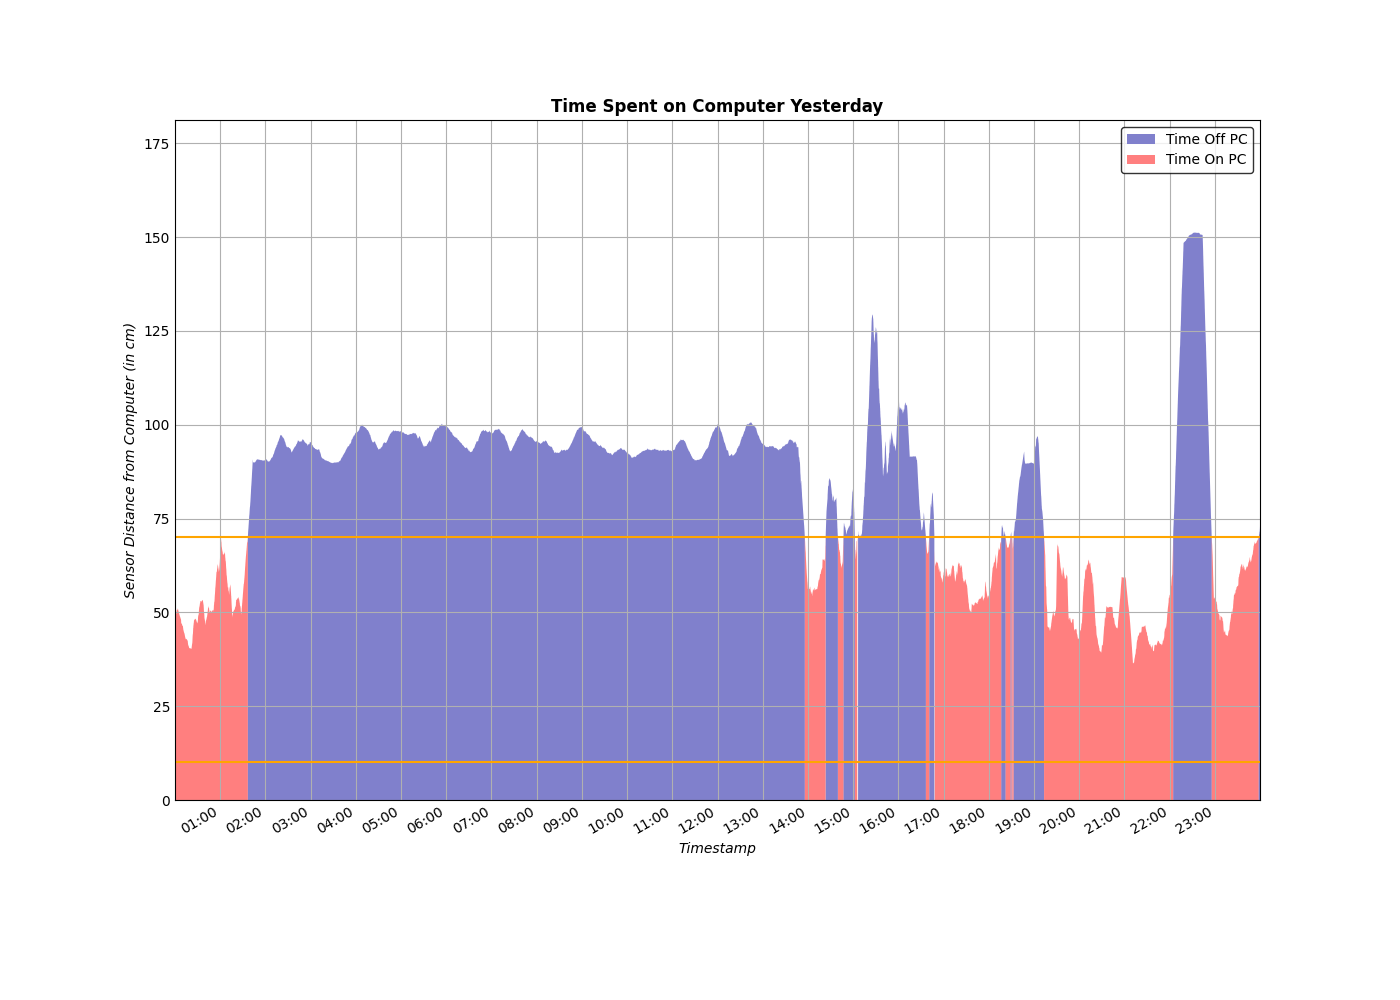 Time Spent on Computer Yesterday
Time Off PC
Time On PC
Sensor Distance from Computer (in cm)
175
150
125
100
75
50
25
0
01:00 02:00 03:00 04:00 05:00 06:00 07:00 08:00 09:00 10:00 11:00 12:00 13:00 14:00 15:00 16:00 17:00 18:00 19:00 20:00 21:00 22:00 23:00
Timestamp